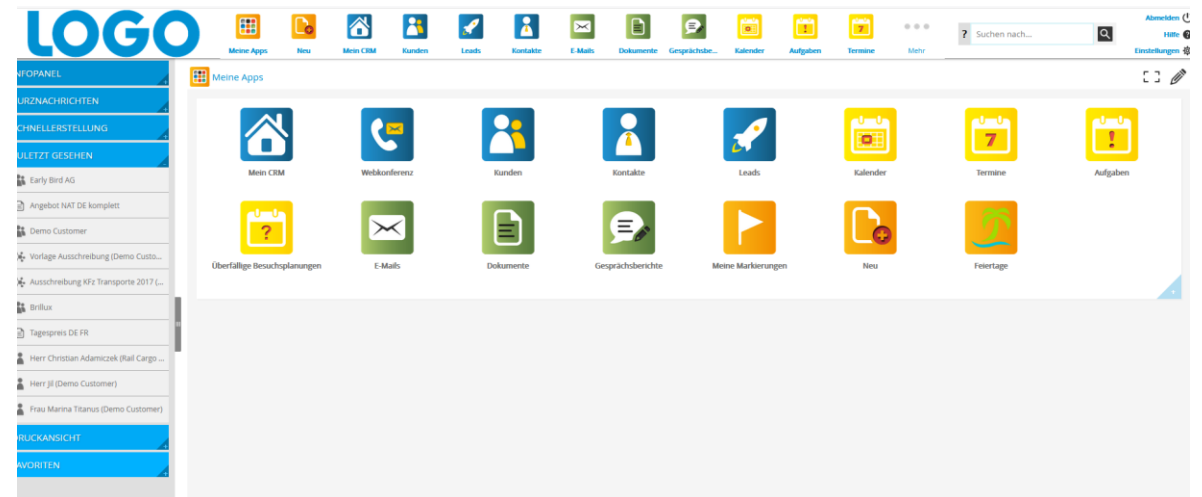 LOGO
Meine Apps
Neu
Mein CRM
Kunden
Leads
Kontakte
E-Mails
Dokumente
Gesprächsbe...
Kalender
Aufgaben
Termine
Mehr
? Suchen nach...
Abmelden
Hilfe
Einstellungen
NFOPANEL
URZNACHRICHTEN
CHNELLERSTELLUNG
ULETZT GESEHEN
Early Bird AG
Angebot NAT DE komplett
Demo Customer
Vorlage Ausschreibung (Demo Custo...
Ausschreibung KFz Transporte 2017 (...
Brillux
Tagespreis DE FR
Herr Christian Adamiczek (Rail Cargo ...
Herr Jil (Demo Customer)
Frau Marina Titanus (Demo Customer)
RUCKANSICHT
AVORITEN
Meine Apps
Mein CRM
Webkonferenz
Kunden
Kontakte
Leads
Kalender
7
Termine
!
Aufgaben
?
Überfällige Besuchsplanungen
E-Mails
Dokumente
Gesprächsberichte
Meine Markierungen
Neu
Feiertage